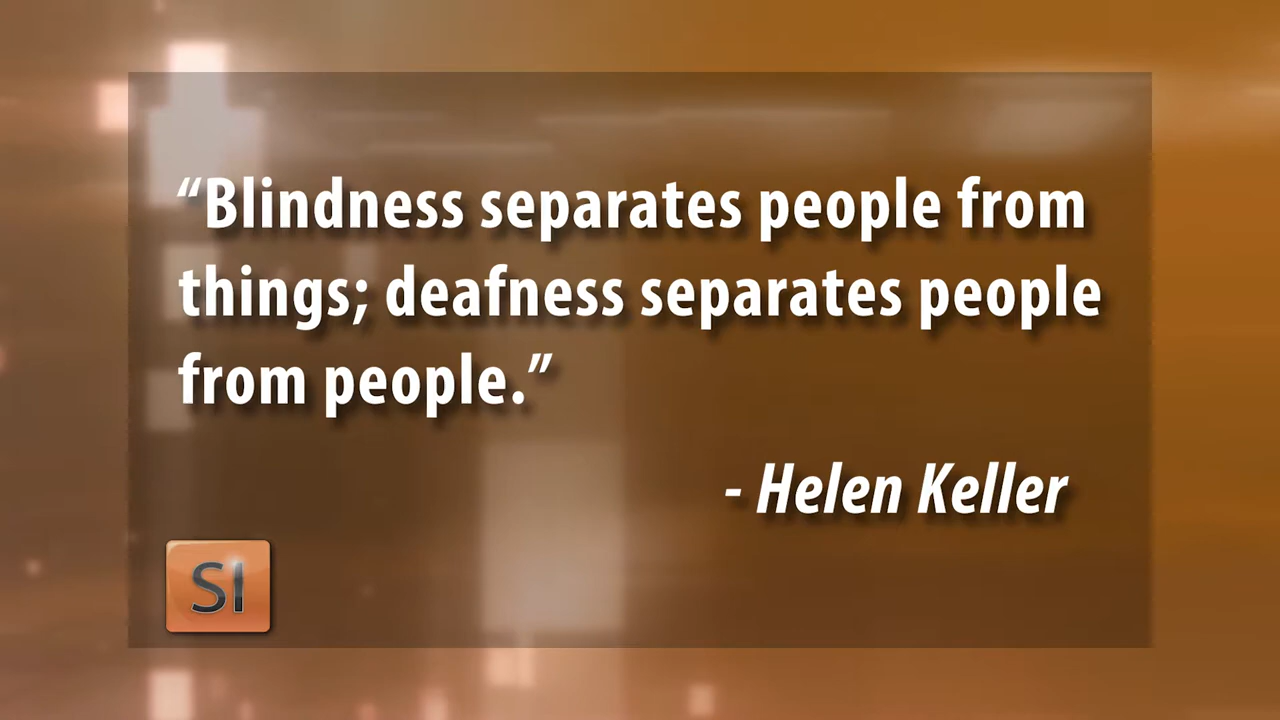 “Blindness separates people from
things; deafness separates people
from people.”
- Helen Keller
SI